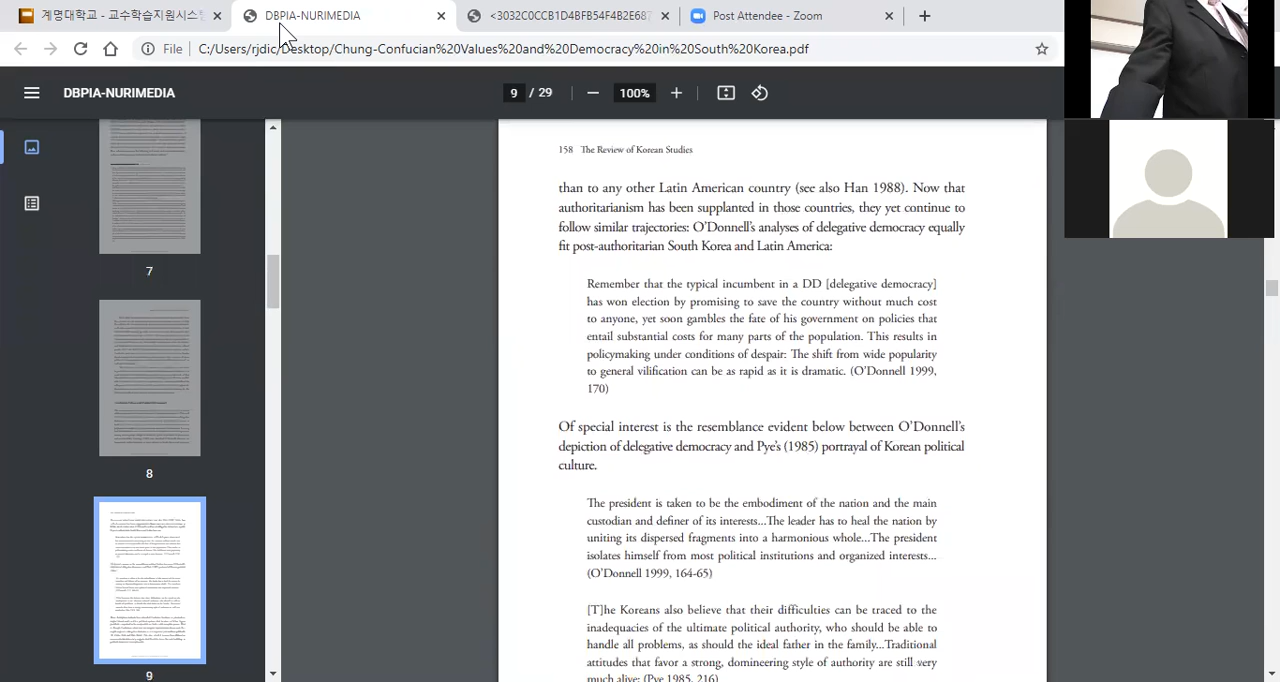 계명대학교 - 교수학습지원시스템
DBPIA-NURIMEDIA
<3032C0CCB1D4BFB54F4B2E687
Post Attendee - Zoom
File
C:/Users/rjdic/Desktop/Chung-Confucian%20Values%20and%20Democracy%20in%20South%20Korea.pdf
DBPIA-NURIMEDIA
9 / 29
100%
7
8
9
158 The Review of Korean Studies
than to any other Latin American country (see also Han 1988). Now that
authoritarianism has been supplanted in those countries, they yet continue to
follow similar trajectories: O'Donnell's analyses of delegative democracy equally
fit post-authoritarian South Korea and Latin America:
Remember that the typical incumbent in a DD [delegative democracy]
has won election by promising to save the country without much cost
to anyone, yet soon gambles the fate of his government on policies that
entail substantial costs for many parts of the population. This results in
policymaking under conditions of despair: The shift from wide popularity
to general vilification can be as rapid as it is dramatic. (O'Donnell 1999,
170)
Of special interest is the resemblance evident below between O'Donnell's
depiction of delegative democracy and Pye's (1985) portrayal of Korean political
culture.
The president is taken to be the embodiment of the nation and the main
custodian and definer of its interests...The leader has to heal the nation by
uniting its dispersed fragments into a harmonious whole...The president
isolates himself from most political institutions and organized interests...
(O'Donnell 1999, 164-65)
[T]he Koreans also believe that their difficulties can be traced to the
inadequacies of the ultimate political authority who should be able to
handle all problems, as should the ideal father in the family...Traditional
attitudes that favor a strong, domineering style of authority are still very
much alive: (Pye 1985, 216)